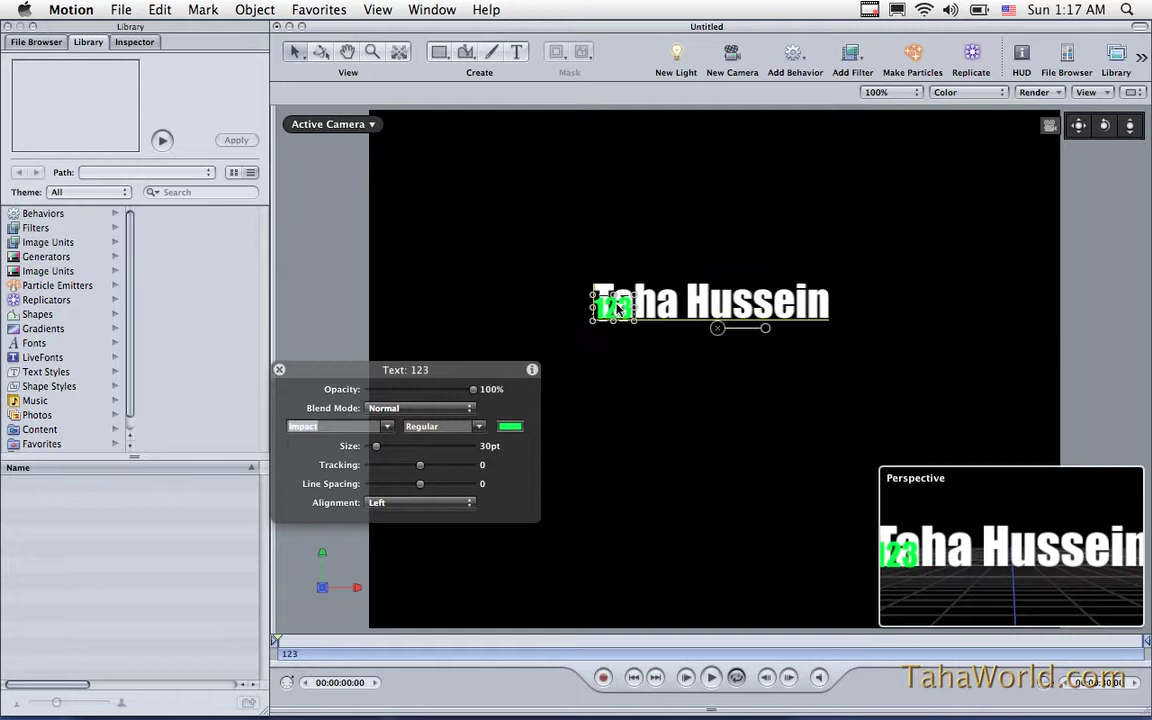 Motion File Edit Mark Object Favorites View Window Help
Sun 1:17 AM
Library
Untitled
File Browser Library Inspector
View
Create
Mask
New Light New Camera Add Behavior Add Filter Make Particles Replicate HUD File Browser Library
100% Color Render View
Active Camera
Apply
Path:
Theme: All Search
Behaviors
Filters
Image Units
Generators
Image Units
Particle Emitters
Replicators
Shapes
Gradients
Fonts
LiveFonts
Text Styles
Shape Styles
Music
Photos
Content
Favorites
Name
Taha Hussein
123
Text: 123
Opacity: 100%
Blend Mode: Normal
Impact Regular
Size: 30pt
Tracking: 0
Line Spacing: 0
Alignment: Left
Perspective
Taha Hussein
123
123
00:00:00:00
TahaWorld.com